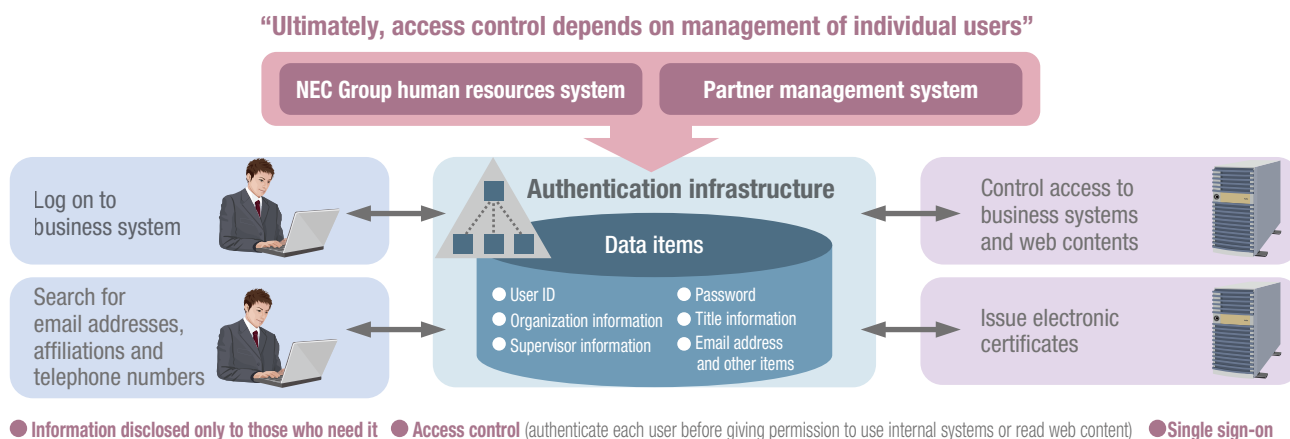 “Ultimately, access control depends on management of individual users”
NEC Group human resources system
Partner management system
Log on to
business system
Search for
email addresses,
affiliations and
telephone numbers
Authentication infrastructure
Data items
User ID
Organization information
Supervisor information
Password
Title information
Email address
and other items
Control access to
business systems
and web contents
Issue electronic
certificates
● Information disclosed only to those who need it ● Access control (authenticate each user before giving permission to use internal systems or read web content) ● Single sign-on